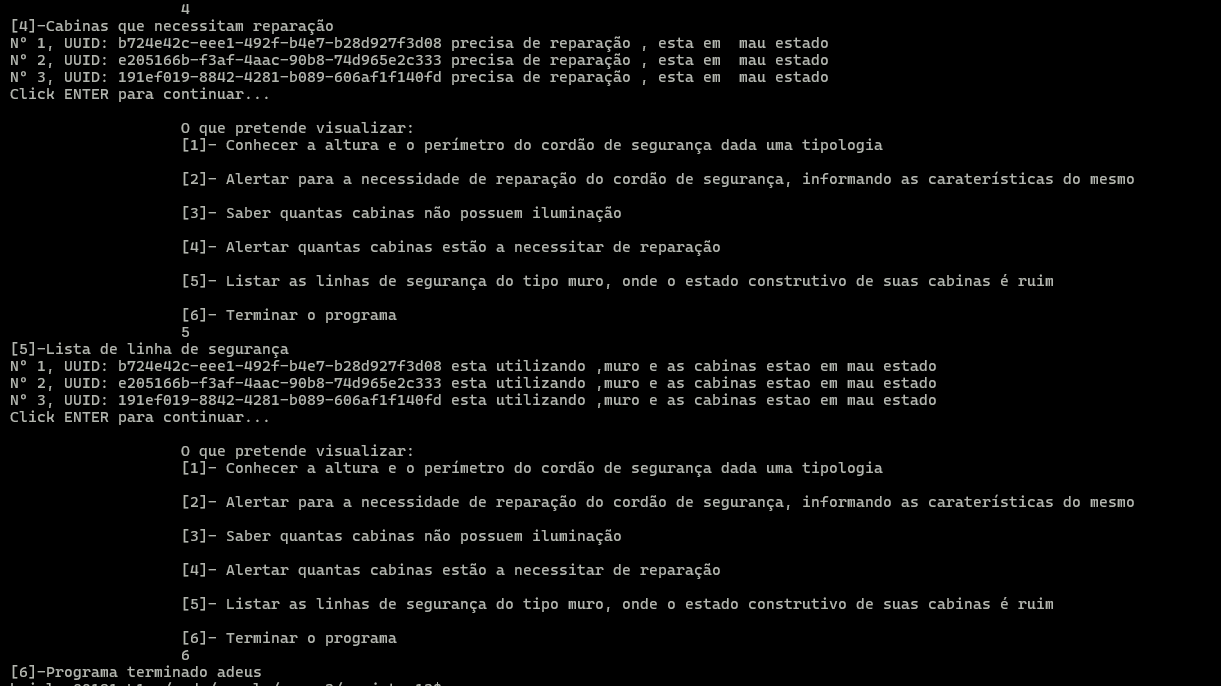 4
[4]-Cabinas que necessitam reparação
Nº 1, UUID: b724e42c-eee1-492f-b4e7-b28d927f3d08 precisa de reparação , esta em  mau estado
Nº 2, UUID: e205166b-f3af-4aac-90b8-74d965e2c333 precisa de reparação , esta em  mau estado
Nº 3, UUID: 191ef019-8842-4281-b089-606af1f140fd precisa de reparação , esta em  mau estado
Click ENTER para continuar...
O que pretende visualizar:
[1]- Conhecer a altura e o perímetro do cordão de segurança dada uma tipologia
[2]- Alertar para a necessidade de reparação do cordão de segurança, informando as caraterísticas do mesmo
[3]- Saber quantas cabinas não possuem iluminação
[4]- Alertar quantas cabinas estão a necessitar de reparação
[5]- Listar as linhas de segurança do tipo muro, onde o estado construtivo de suas cabinas é ruim
[6]- Terminar o programa
5
[5]-Lista de linha de segurança
Nº 1, UUID: b724e42c-eee1-492f-b4e7-b28d927f3d08 esta utilizando ,muro e as cabinas estao em mau estado
Nº 2, UUID: e205166b-f3af-4aac-90b8-74d965e2c333 esta utilizando ,muro e as cabinas estao em mau estado
Nº 3, UUID: 191ef019-8842-4281-b089-606af1f140fd esta utilizando ,muro e as cabinas estao em mau estado
Click ENTER para continuar...
O que pretende visualizar:
[1]- Conhecer a altura e o perímetro do cordão de segurança dada uma tipologia
[2]- Alertar para a necessidade de reparação do cordão de segurança, informando as caraterísticas do mesmo
[3]- Saber quantas cabinas não possuem iluminação
[4]- Alertar quantas cabinas estão a necessitar de reparação
[5]- Listar as linhas de segurança do tipo muro, onde o estado construtivo de suas cabinas é ruim
[6]- Terminar o programa
6
[6]-Programa terminado adeus